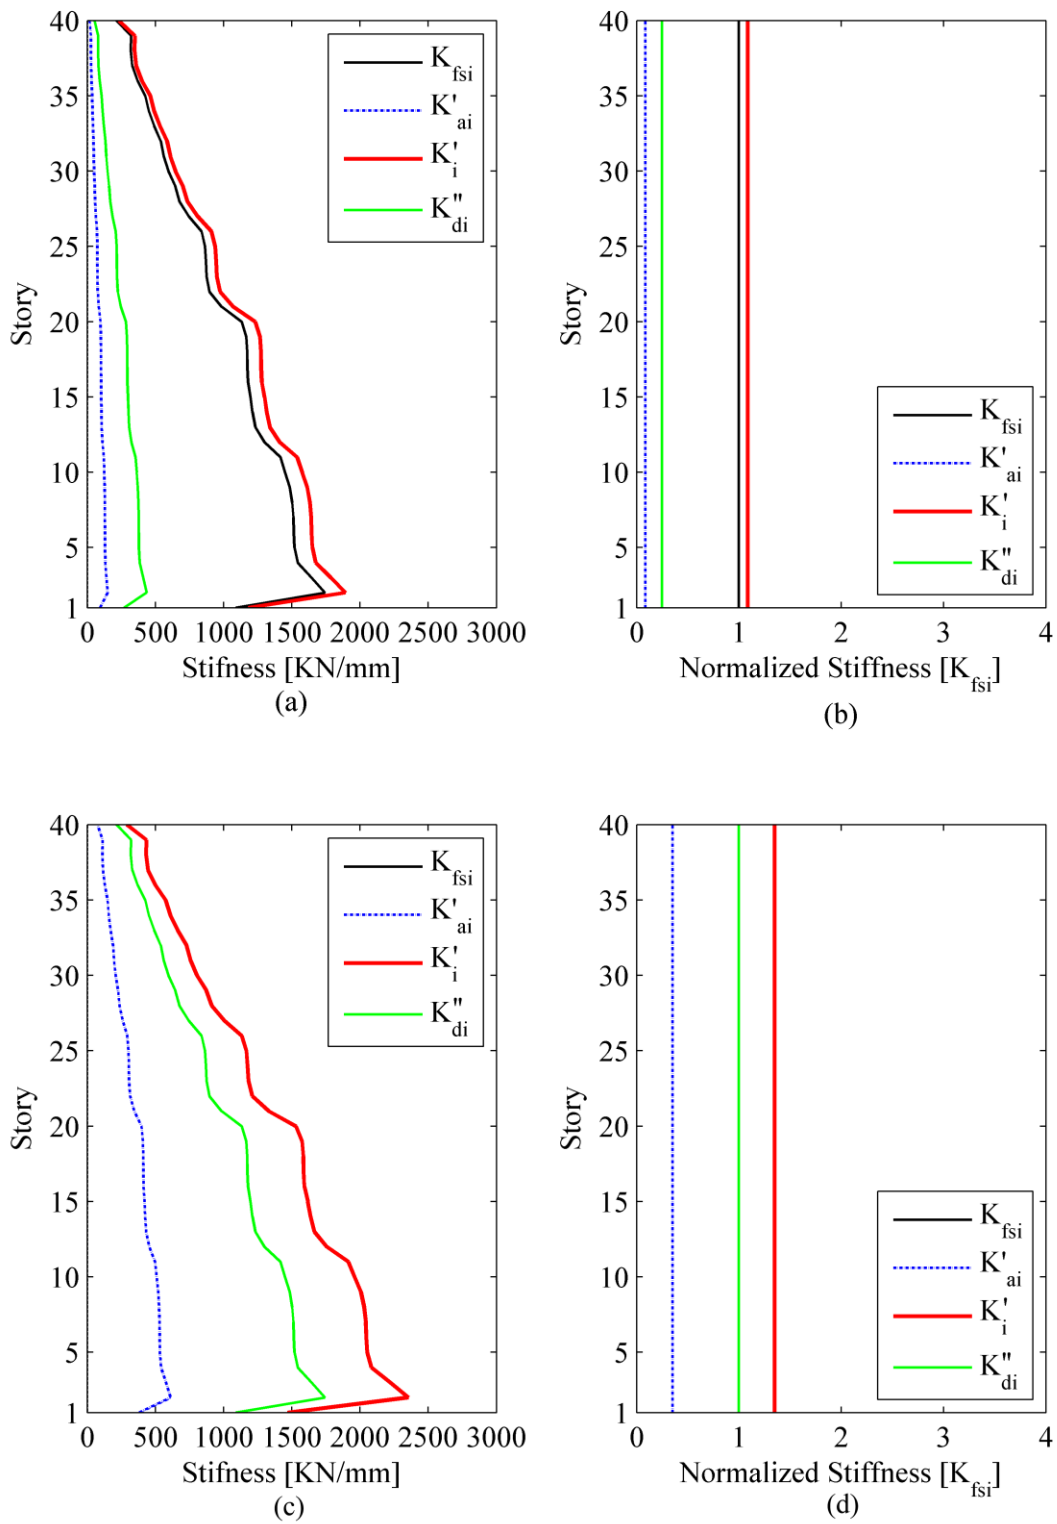 40
35
30
25
20
15
10
5
1
Story
0 500 1000 1500 2000 2500 3000
Stifness [KN/mm]
(a)
K_fsi
K'_ai
K_i'
K''_di
40
35
30
25
20
15
10
5
1
Story
0 1 2 3 4
Normalized Stiffness [K_fsi]
(b)
K_fsi
K'_ai
K_i'
K''_di
40
35
30
25
20
15
10
5
1
Story
0 500 1000 1500 2000 2500 3000
Stifness [KN/mm]
(c)
K_fsi
K'_ai
K_i'
K''_di
40
35
30
25
20
15
10
5
1
Story
0 1 2 3 4
Normalized Stiffness [K_fsi]
(d)
K_fsi
K'_ai
K_i'
K''_di